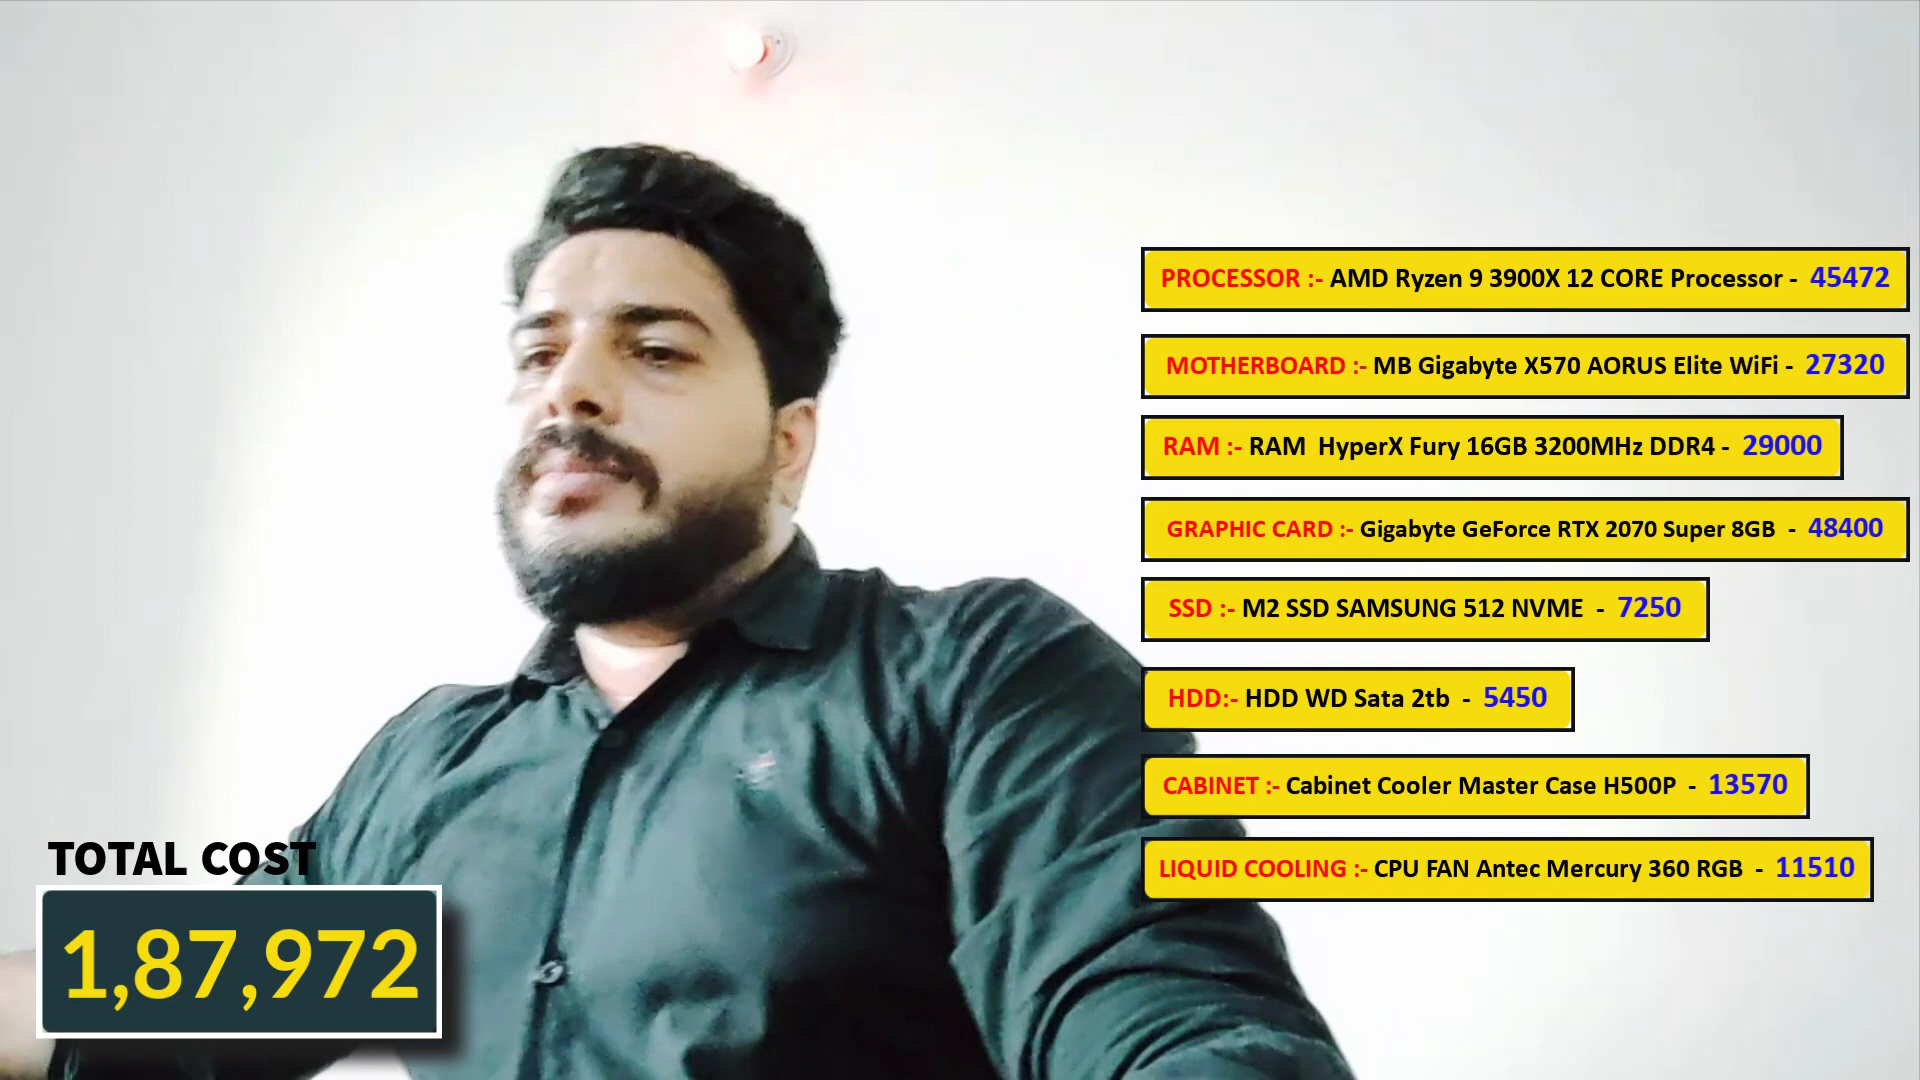 PROCESSOR :- AMD Ryzen 9 3900X 12 CORE Processor - 45472
MOTHERBOARD :- MB Gigabyte X570 AORUS Elite WiFi - 27320
RAM :- RAM HyperX Fury 16GB 3200MHz DDR4 - 29000
GRAPHIC CARD :- Gigabyte GeForce RTX 2070 Super 8GB - 48400
SSD :- M2 SSD SAMSUNG 512 NVME - 7250
HDD:- HDD WD Sata 2tb - 5450
CABINET :- Cabinet Cooler Master Case H500P - 13570
LIQUID COOLING :- CPU FAN Antec Mercury 360 RGB - 11510
TOTAL COST
1,87,972